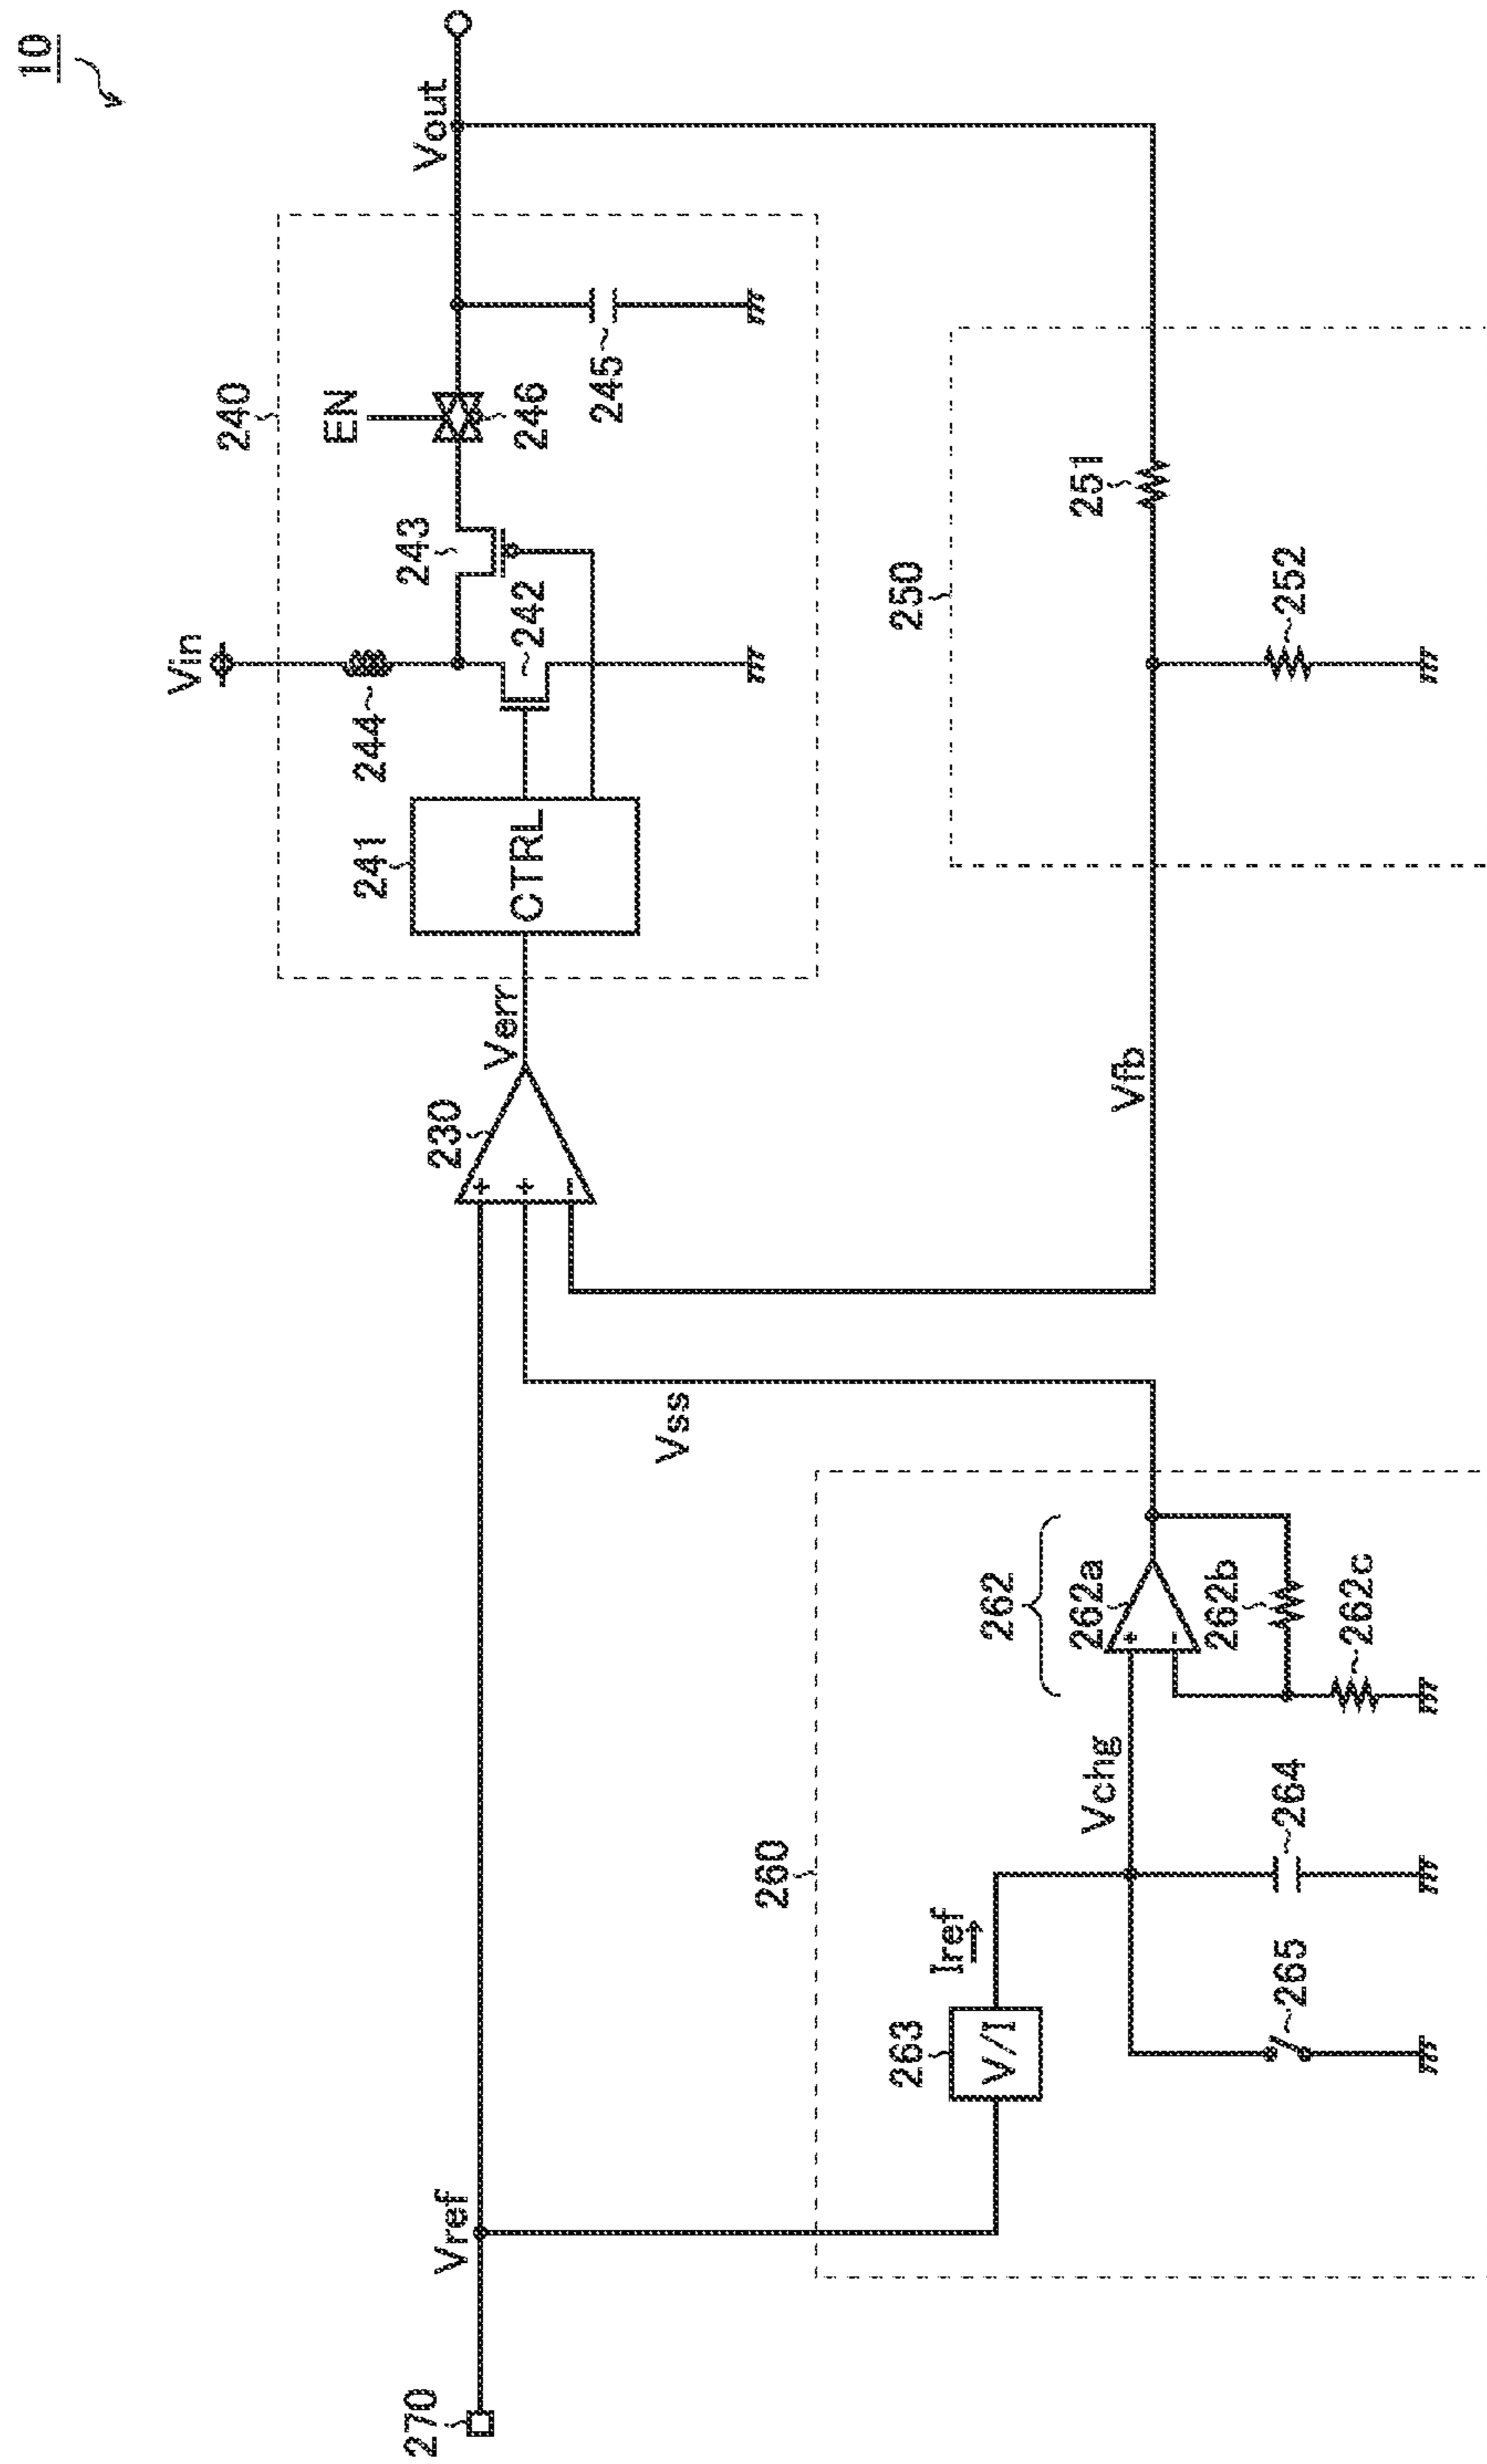 10
Vin
Vout
240
EN
244
243
246
242
245
241
CTRL
Verr
230
+
+
-
Vref
270
Vss
250
251
252
Vfb
260
262
262a
+
-
262b
262c
263
V/I
Iref
Vchg
264
265